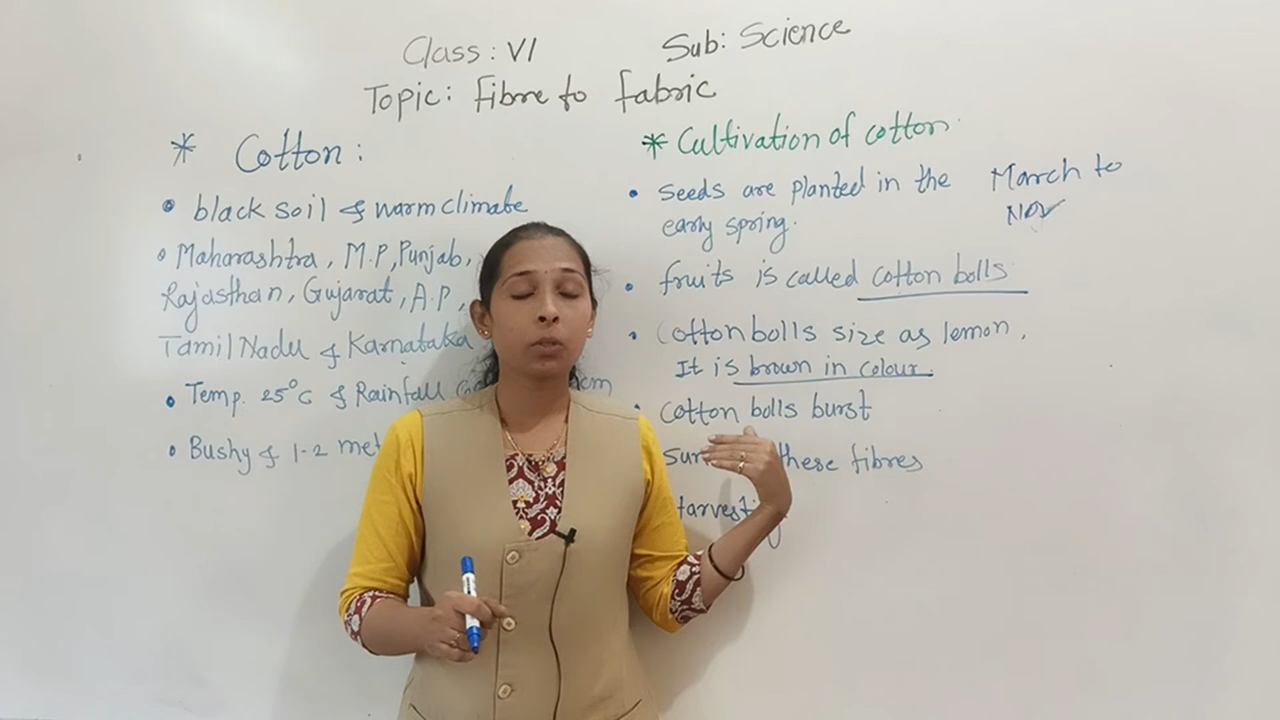 Class: VI Sub: Science
Topic: Fibre to fabric
* Cotton:
• black soil & warm climate
• Maharashtra, M.P, Punjab,
Rajasthan, Gujarat, A.P,
Tamil Nadu & Karnataka
• Temp. 25°C & Rainfall cm
• Bushy & 1-2
* Cultivation of cotton.
• seeds are planted in the March to
early spring. Nov
• fruits is called cotton bolls
• Cotton bolls size as lemon,
It is brown in colour.
• cotton bolls burst
these fibres